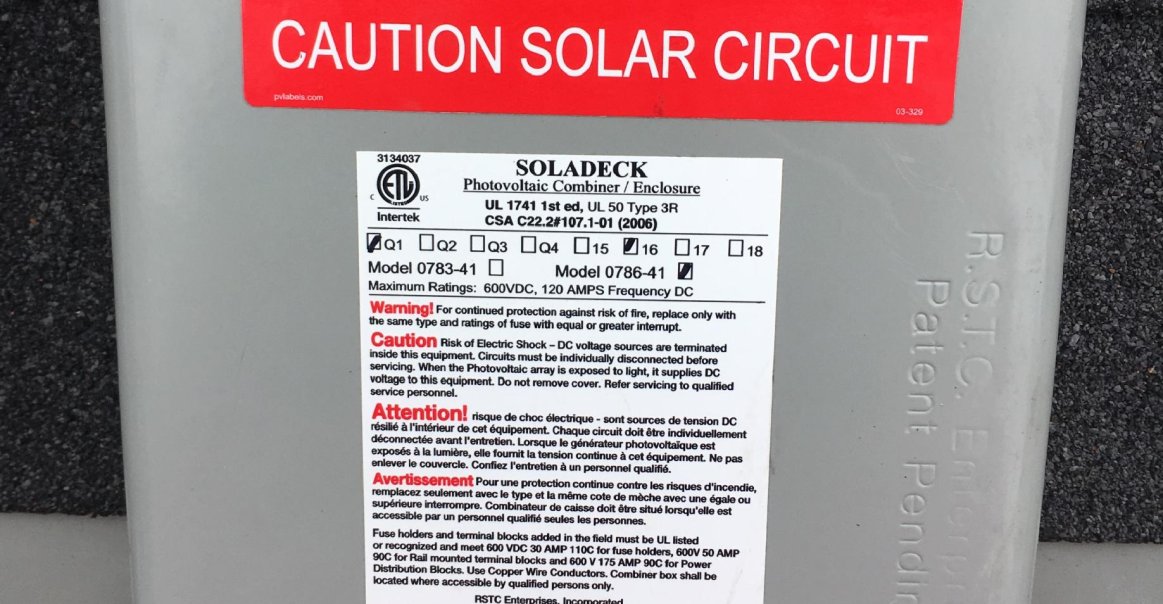 CAUTION SOLAR CIRCUIT
pvlabels.com
03-329
3134037
ETL
LISTED
C US
Intertek
SOLADECK
Photovoltaic Combiner / Enclosure
UL 1741 1st ed, UL 50 Type 3R
CSA C22.2#107.1-01 (2006)
Q1 Q2 Q3 Q4 15 16 17 18
Model 0783-41 Model 0786-41
Maximum Ratings: 600VDC, 120 AMPS Frequency DC
Warning! For continued protection against risk of fire, replace only with
the same type and ratings of fuse with equal or greater interrupt.
Caution Risk of Electric Shock – DC voltage sources are terminated
inside this equipment. Circuits must be individually disconnected before
servicing. When the Photovoltaic array is exposed to light, it supplies DC
voltage to this equipment. Do not remove cover. Refer servicing to qualified
service personnel.
Attention! risque de choc électrique - sont sources de tension DC
résilié à l'intérieur de cet équipement. Chaque circuit doit être individuellement
déconnectée avant l'entretien. Lorsque le générateur photovoltaïque est
exposés à la lumière, elle fournit la tension continue à cet équipement. Ne pas
enlever le couvercle. Confiez l'entretien à un personnel qualifié.
Avertissement Pour une protection continue contre les risques d'incendie,
remplacez seulement avec le type et la même cote de mèche avec une égale ou
supérieure interrompre. Combinateur de caisse doit être situé lorsqu'elle est
accessible par un personnel qualifié seules les personnes.
Fuse holders and terminal blocks added in the field must be UL listed
or recognized and meet 600 VDC 30 AMP 110C for fuse holders, 600V 50 AMP
90C for Rail mounted terminal blocks and 600 V 175 AMP 90C for Power
Distribution Blocks. Use Copper Wire Conductors. Combiner box shall be
located where accessible by qualified persons only.
RSTC Enterprises, Incorporated
R.S.T.C.
Patent Pending